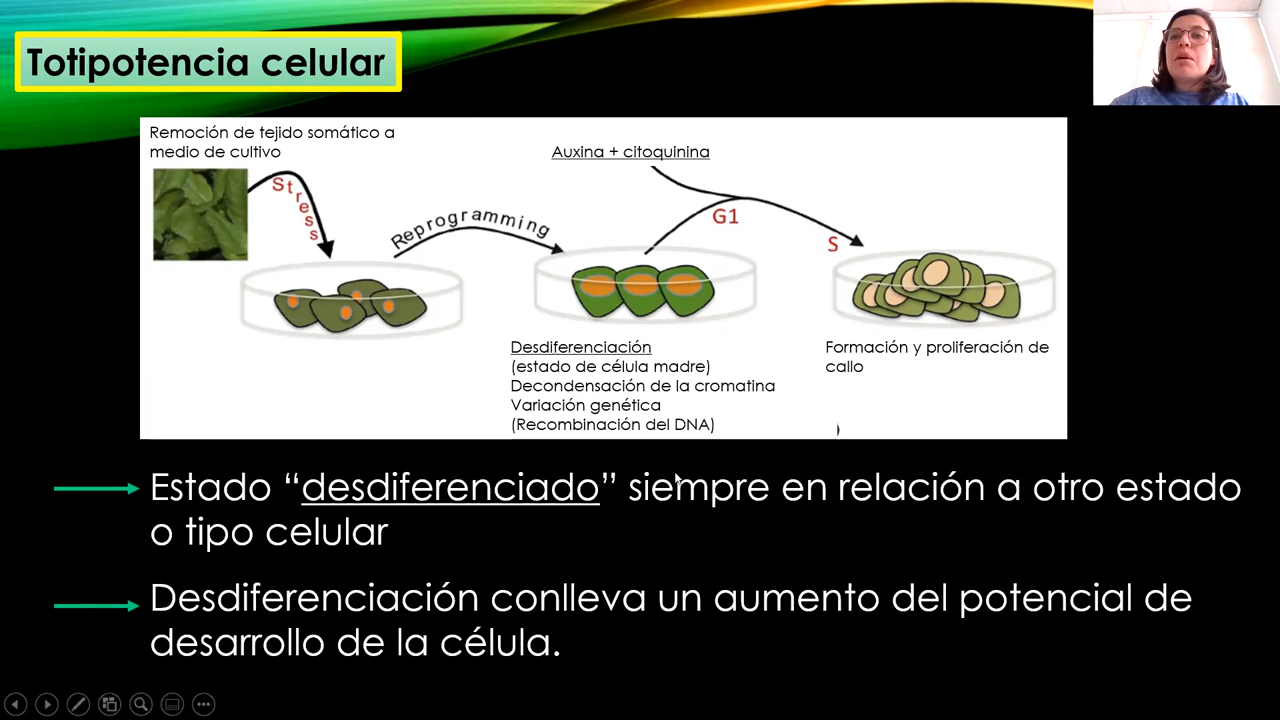 Totipotencia celular
Remoción de tejido somático a
medio de cultivo
Stress
Reprogramming
Auxina + citoquinina
G1
S
Desdiferenciación
(estado de célula madre)
Decondensación de la cromatina
Variación genética
(Recombinación del DNA)
Formación y proliferación de
callo
)
Estado “desdiferenciado” siempre en relación a otro estado
o tipo celular
Desdiferenciación conlleva un aumento del potencial de
desarrollo de la célula.